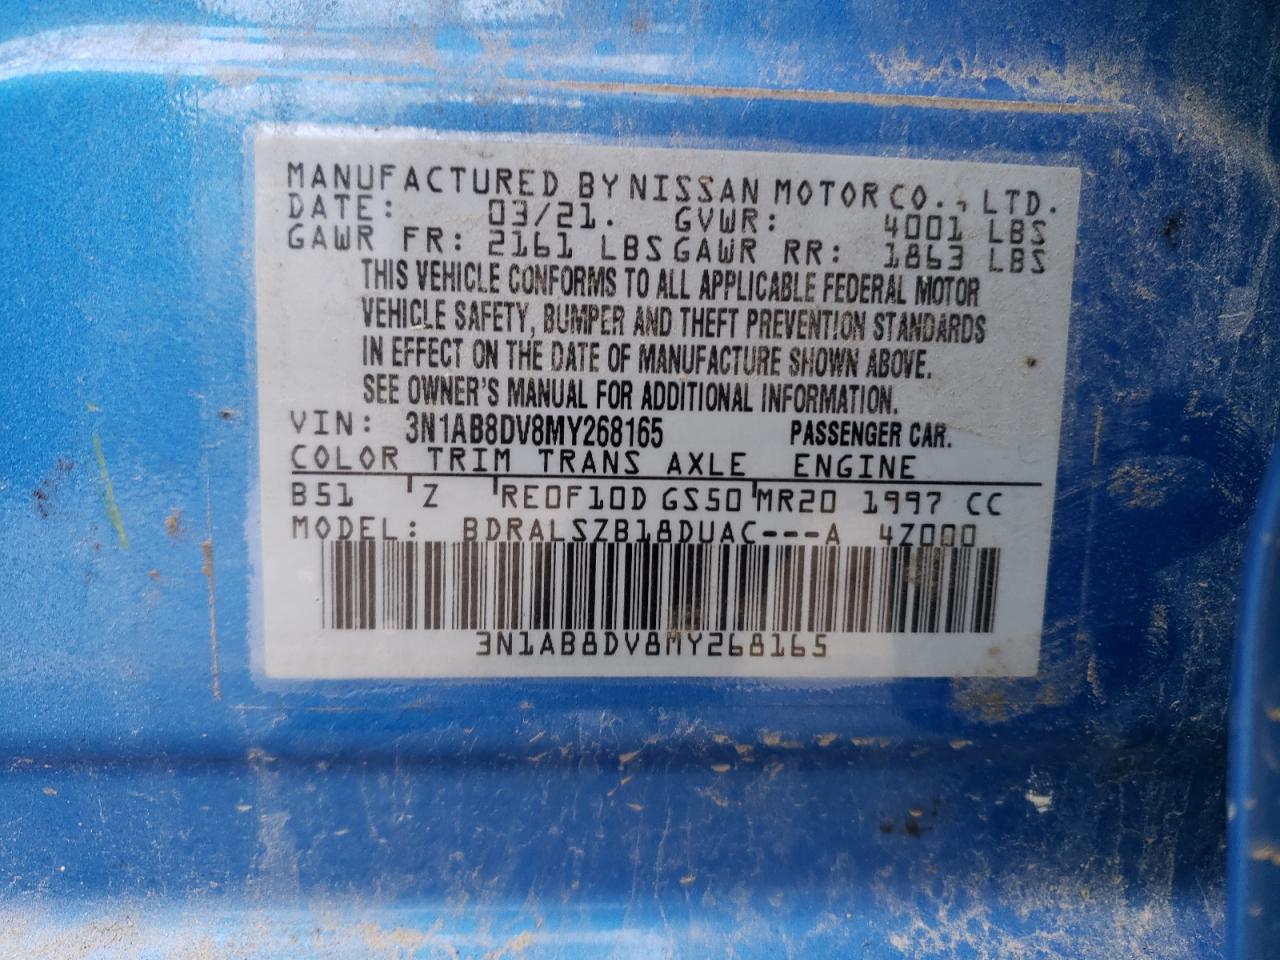 MANUFACTURED BY NISSAN MOTOR CO., LTD.
DATE: 03/21. GVWR: 4001 LBS
GAWR FR: 2161 LBS GAWR RR: 1863 LBS
THIS VEHICLE CONFORMS TO ALL APPLICABLE FEDERAL MOTOR
VEHICLE SAFETY, BUMPER AND THEFT PREVENTION STANDARDS
IN EFFECT ON THE DATE OF MANUFACTURE SHOWN ABOVE.
SEE OWNER'S MANUAL FOR ADDITIONAL INFORMATION.
VIN: 3N1AB8DV8MY268165 PASSENGER CAR.
COLOR TRIM TRANS AXLE ENGINE
B51 Z RE0F10D GS50 MR20 1997 CC
MODEL: BDRALSZB18DUAC---A 4Z000
3N1AB8DV8MY268165